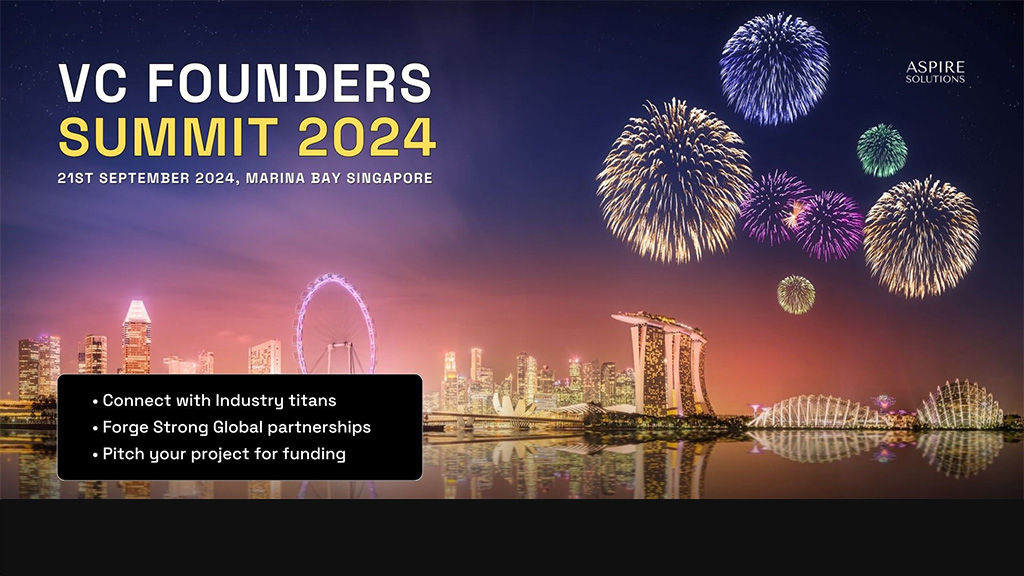 VC FOUNDERS
SUMMIT 2024
21ST SEPTEMBER 2024, MARINA BAY SINGAPORE
ASPIRE
SOLUTIONS
• Connect with Industry titans
• Forge Strong Global partnerships
• Pitch your project for funding